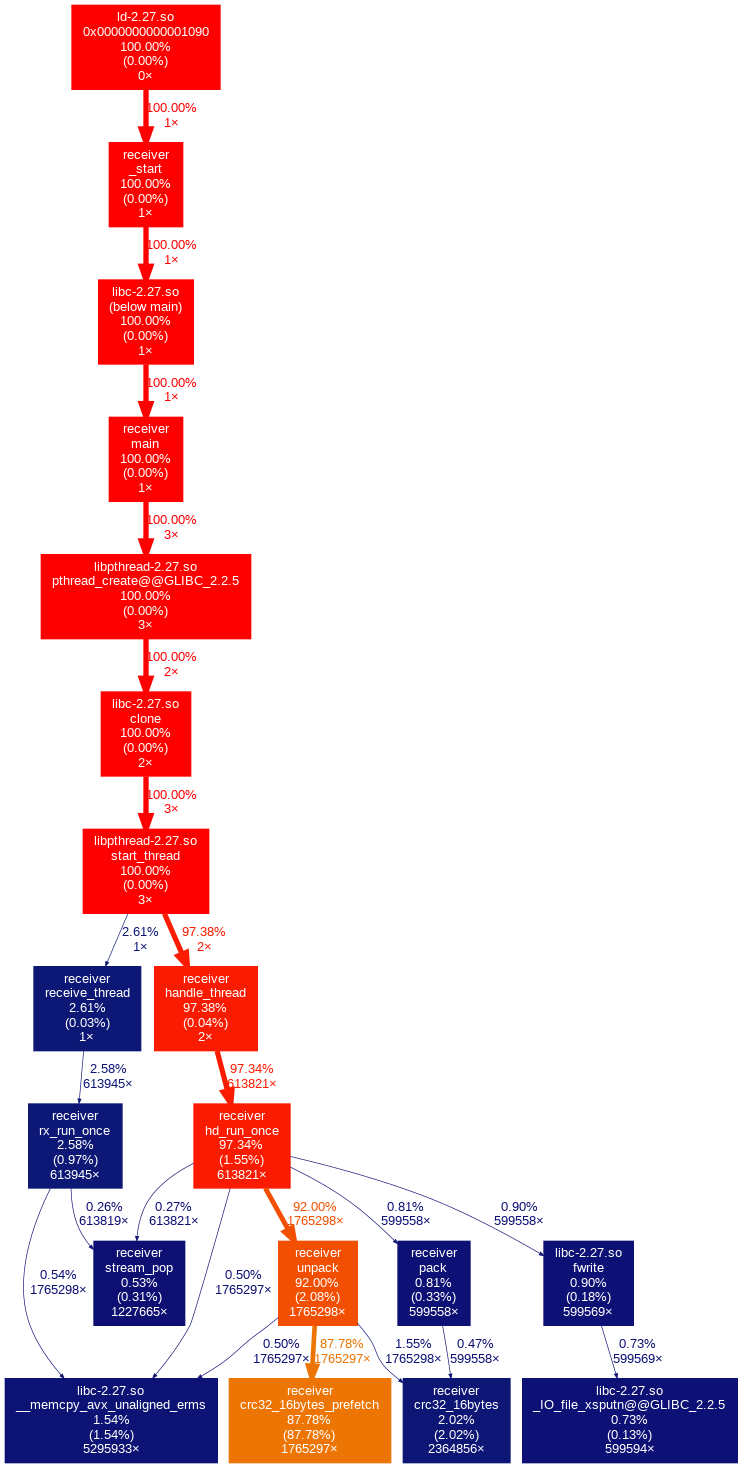 ld-2.27.so
0x0000000000001090
100.00%
(0.00%)
0×
100.00%
1×
receiver
_start
100.00%
(0.00%)
1×
100.00%
1×
libc-2.27.so
(below main)
100.00%
(0.00%)
1×
100.00%
1×
receiver
main
100.00%
(0.00%)
1×
100.00%
3×
libpthread-2.27.so
pthread_create@@GLIBC_2.2.5
100.00%
(0.00%)
3×
100.00%
2×
libc-2.27.so
clone
100.00%
(0.00%)
2×
100.00%
3×
libpthread-2.27.so
start_thread
100.00%
(0.00%)
3×
2.61%
1×
97.38%
2×
receiver
receive_thread
2.61%
(0.03%)
1×
receiver
handle_thread
97.38%
(0.04%)
2×
2.58%
613945×
97.34%
613821×
receiver
rx_run_once
2.58%
(0.97%)
613945×
receiver
hd_run_once
97.34%
(1.55%)
613821×
0.26%
613819×
0.27%
613821×
92.00%
1765298×
0.81%
599558×
0.90%
599558×
0.54%
1765298×
receiver
stream_pop
0.53%
(0.31%)
1227665×
0.50%
1765297×
receiver
unpack
92.00%
(2.08%)
1765298×
receiver
pack
0.81%
(0.33%)
599558×
libc-2.27.so
fwrite
0.90%
(0.18%)
599569×
0.50%
1765297×
87.78%
1765297×
1.55%
1765298×
0.47%
599558×
0.73%
599569×
libc-2.27.so
__memcpy_avx_unaligned_erms
1.54%
(1.54%)
5295933×
receiver
crc32_16bytes_prefetch
87.78%
(87.78%)
1765297×
receiver
crc32_16bytes
2.02%
(2.02%)
2364856×
libc-2.27.so
_IO_file_xsputn@@GLIBC_2.2.5
0.73%
(0.13%)
599594×